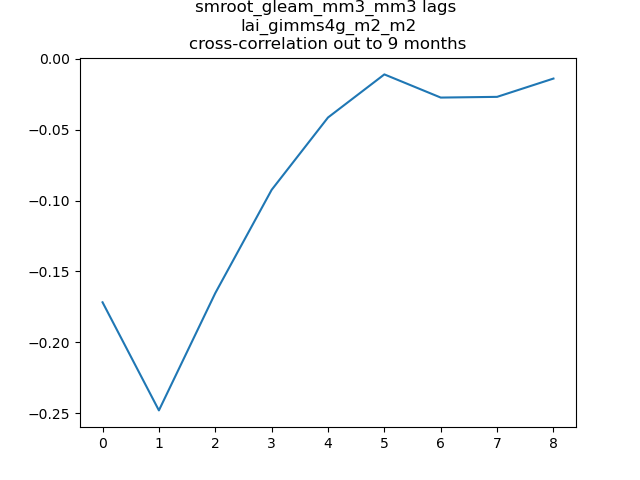 smroot_gleam_mm3_mm3 lags
lai_gimms4g_m2_m2
cross-correlation out to 9 months
0.00
−0.05
−0.10
−0.15
−0.20
−0.25
0 1 2 3 4 5 6 7 8